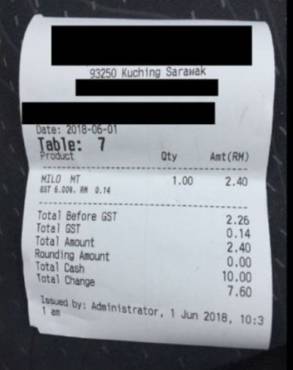 93250 Kuching Sarawak
Date: 2018-06-01
Table: 7
Product Qty Amt(RM)
MILO MT 1.00 2.40
GST 6.00%, RM 0.14
Total Before GST 2.26
Total GST 0.14
Total Amount 2.40
Rounding Amount 0.00
Total Cash 10.00
Total Change 7.60
Issued by: Administrator, 1 Jun 2018, 10:3
1 am